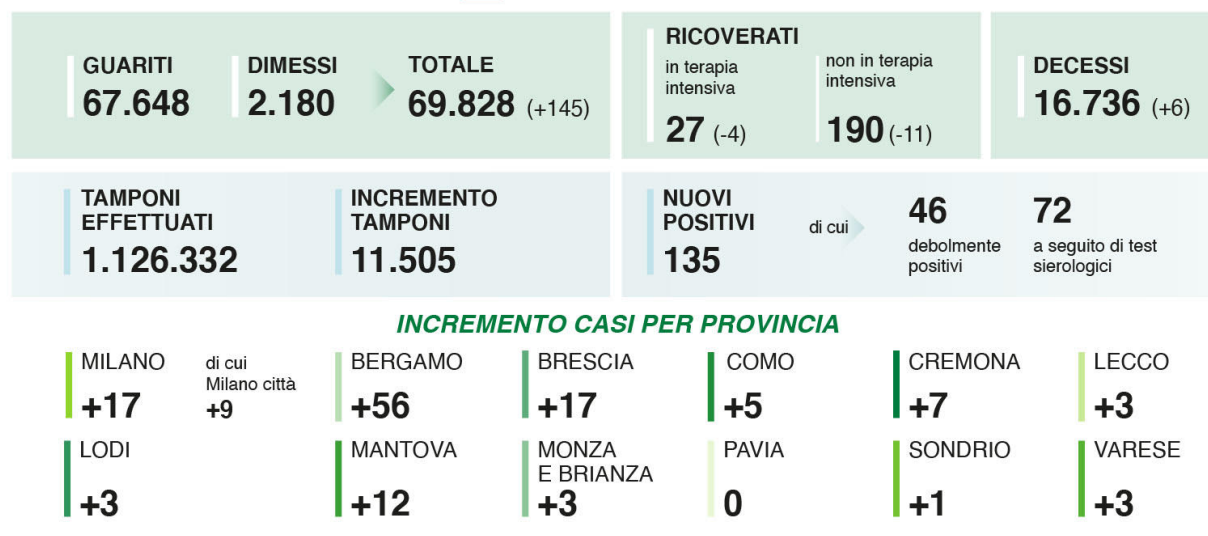 GUARITI
67.648
DIMESSI
2.180
TOTALE
69.828 (+145)
RICOVERATI
in terapia
intensiva
27 (-4)
non in terapia
intensiva
190 (-11)
DECESSI
16.736 (+6)
TAMPONI
EFFETTUATI
1.126.332
INCREMENTO
TAMPONI
11.505
NUOVI
POSITIVI
135
di cui
46
debolmente
positivi
72
a seguito di test
sierologici
INCREMENTO CASI PER PROVINCIA
MILANO
+17
di cui
Milano città
+9
BERGAMO
+56
BRESCIA
+17
COMO
+5
CREMONA
+7
LECCO
+3
LODI
+3
MANTOVA
+12
MONZA
E BRIANZA
+3
PAVIA
0
SONDRIO
+1
VARESE
+3